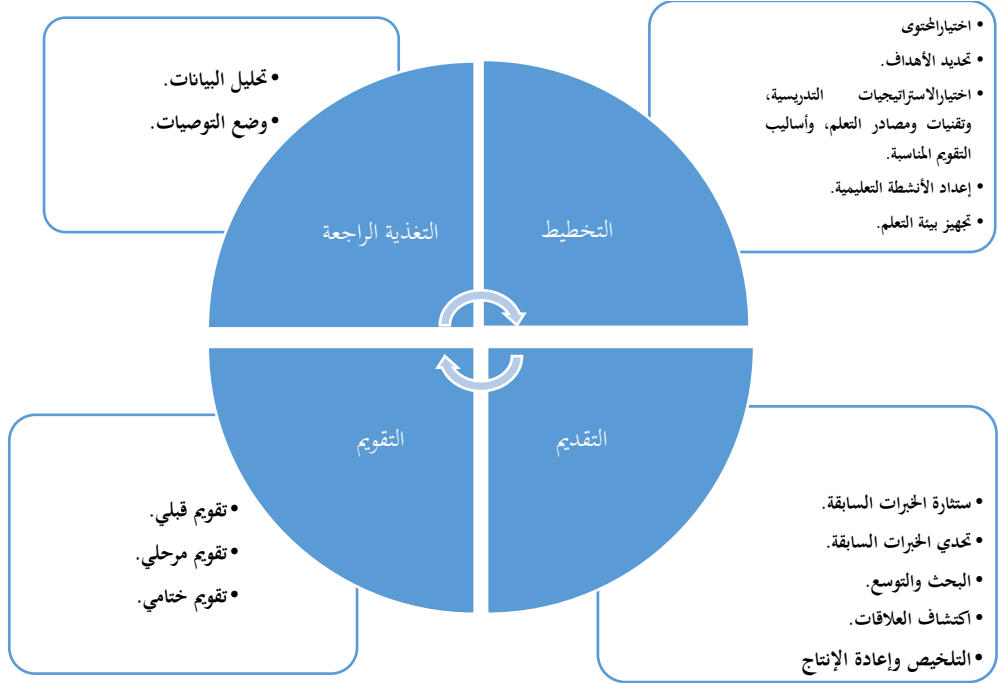 • اختيارالمحتوى
• تحديد الأهداف.
• اختيارالاستراتيجيات التدريسية،
وتقنيات ومصادر التعلم، وأساليب
التقويم المناسبة.
• إعداد الأنشطة التعليمية.
• تجهيز بيئة التعلم.
• تحليل البيانات.
• وضع التوصيات.
التخطيط
التغذية الراجعة
التقديم
التقويم
• ستثارة الخبرات السابقة.
• تحدي الخبرات السابقة.
• البحث والتوسع.
• اكتشاف العلاقات.
• التلخيص وإعادة الإنتاج
• تقويم قبلي.
• تقويم مرحلي.
• تقويم ختامي.